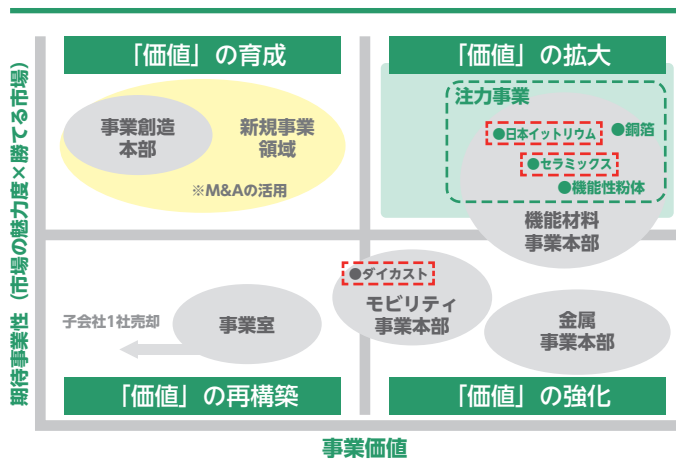 「価値」の育成
「価値」の拡大
注力事業
事業創造
本部
新規事業
領域
※M&Aの活用
●日本イットリウム
●銅箔
●セラミックス
●機能性粉体
機能材料
事業本部
●ダイカスト
モビリティ
事業本部
子会社1社売却
事業室
金属
事業本部
「価値」の再構築
「価値」の強化
期待事業性（市場の魅力度×勝てる市場）
事業価値